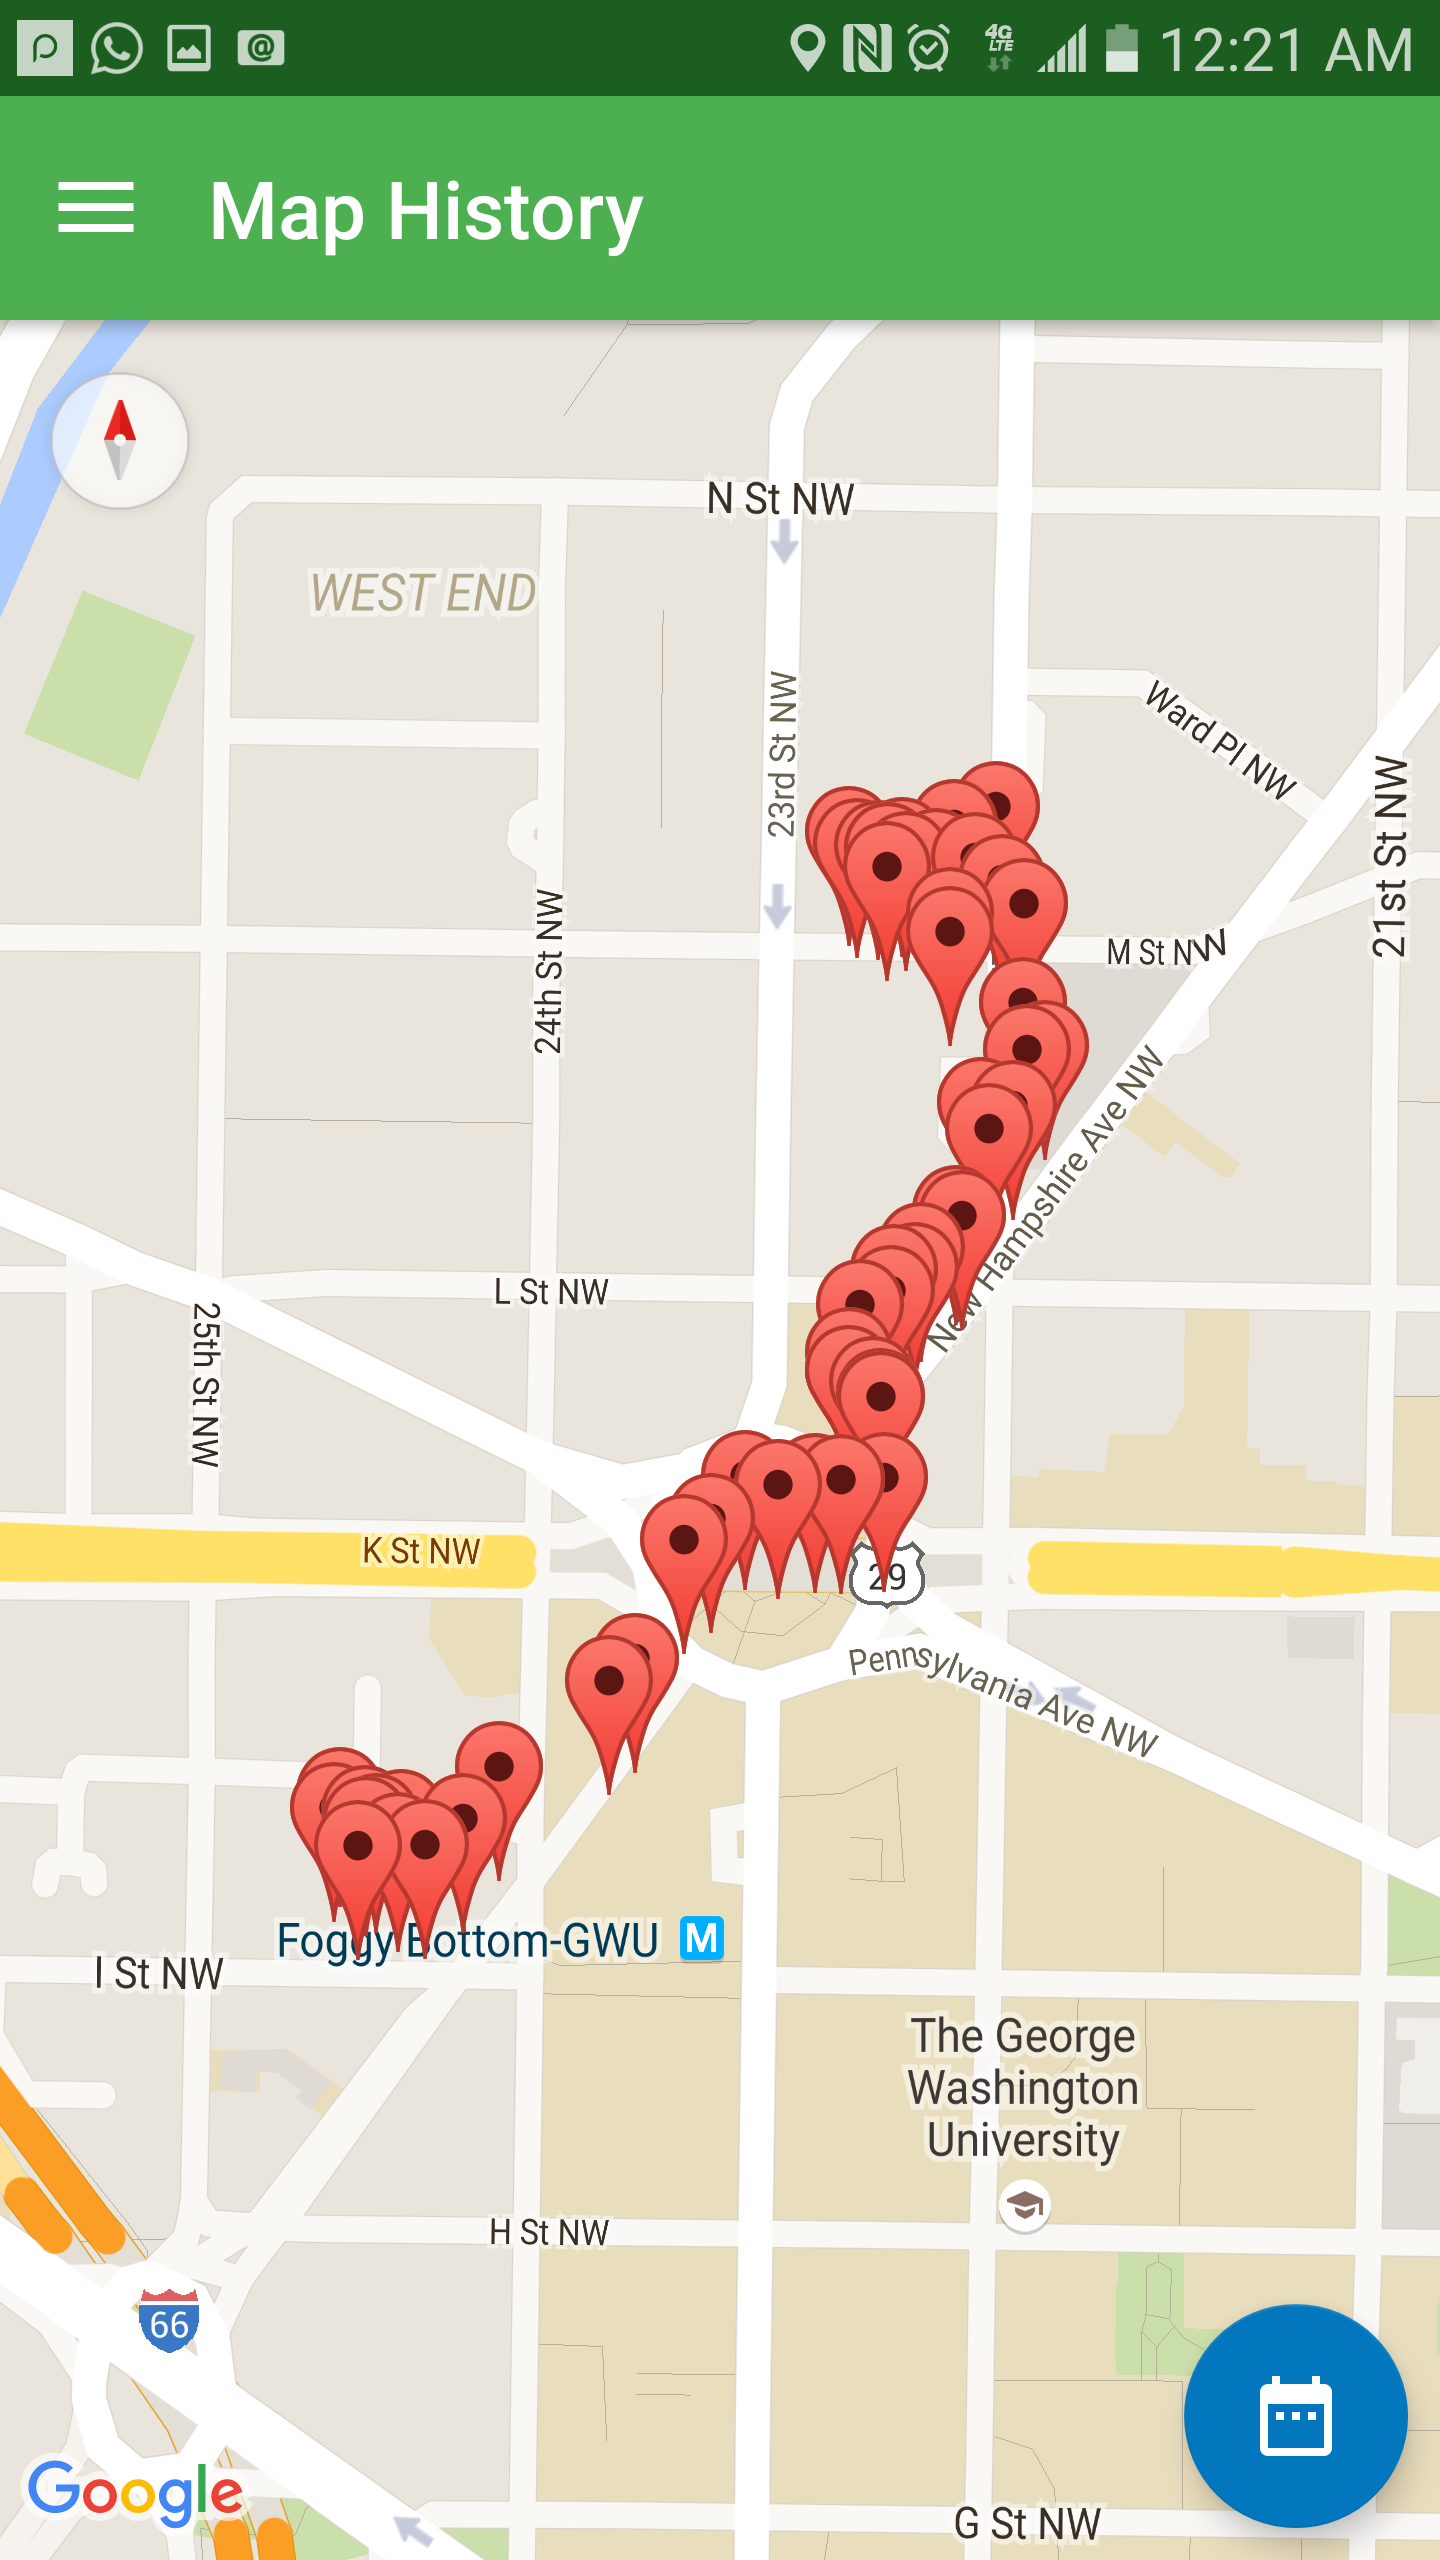 12:21 AM
4G
LTE
Map History
N St NW
WEST END
23rd St NW
Ward Pl NW
21st St NW
24th St NW
M St NW
New Hampshire Ave NW
L St NW
25th St NW
K St NW
29
Pennsylvania Ave NW
Foggy Bottom-GWU M
I St NW
The George
Washington
University
H St NW
66
Google
G St NW